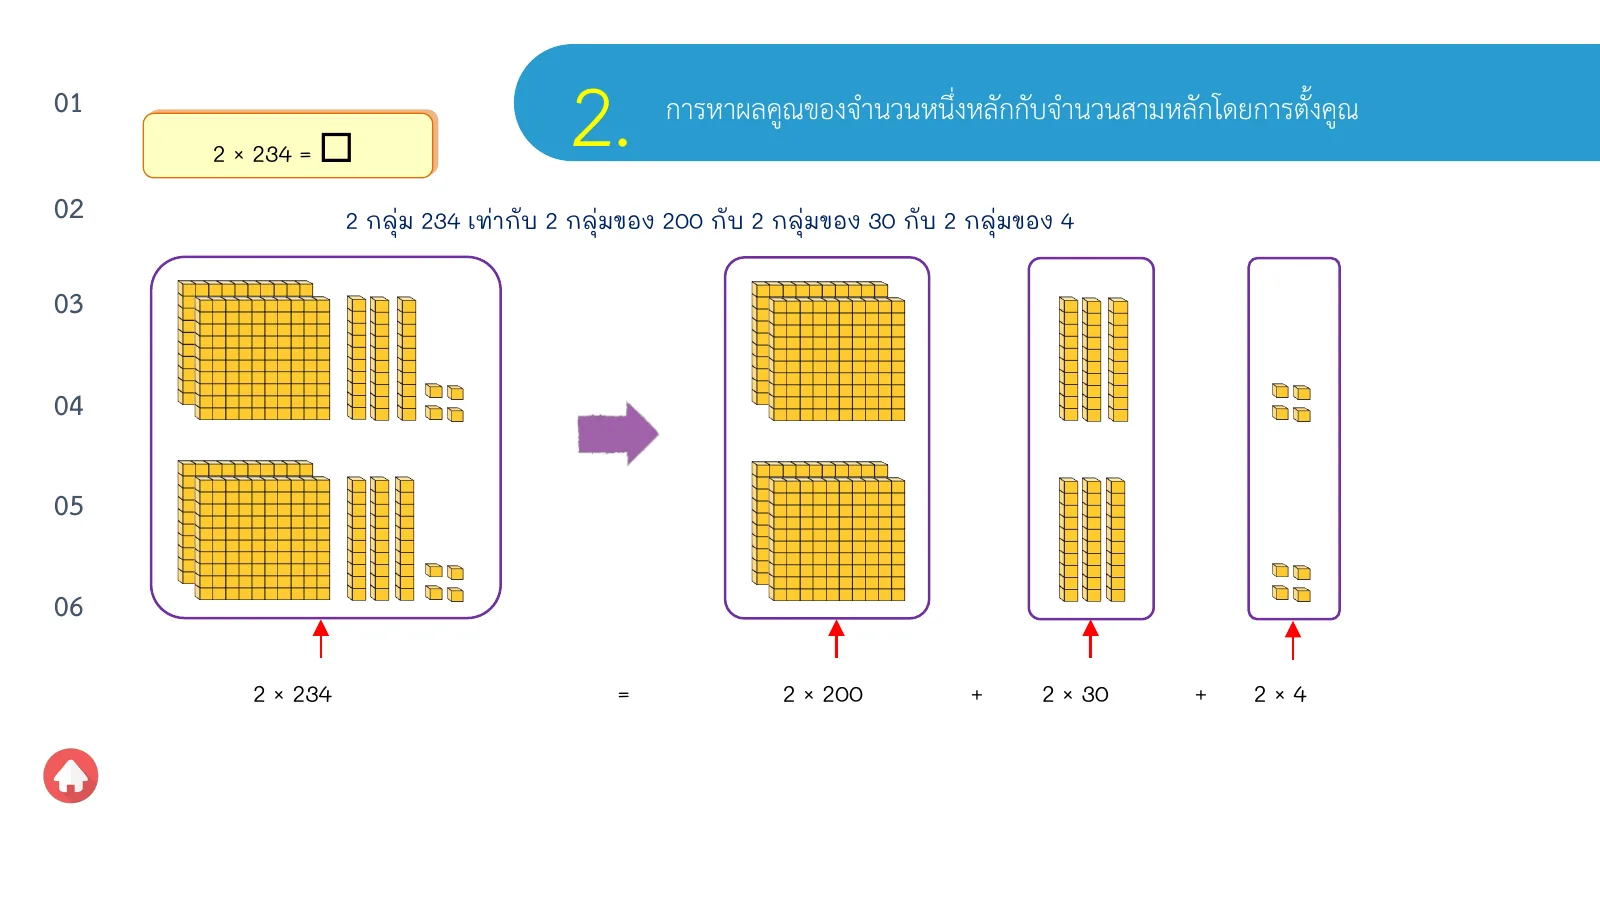 01
02
03
04
05
06
2.
การหาผลคูณของจำนวนหนึ่งหลักกับจำนวนสามหลักโดยการตั้งคูณ
2 × 234 = □
2 กลุ่ม 234 เท่ากับ 2 กลุ่มของ 200 กับ 2 กลุ่มของ 30 กับ 2 กลุ่มของ 4
2 × 234 = 2 × 200 + 2 × 30 + 2 × 4